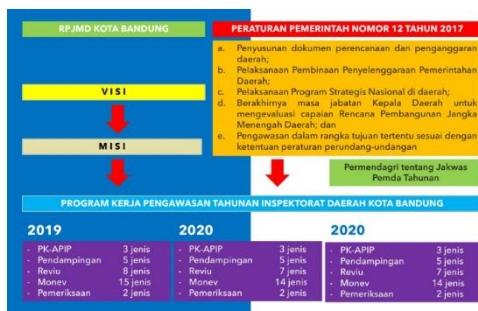 RPJMD KOTA BANDUNG
PERATURAN PEMERINTAH NOMOR 12 TAHUN 2017
a. Penyusunan dokumen perencanaan dan penganggaran
daerah;
b. Pelaksanaan Pembinaan Penyelenggaraan Pemerintahan
Daerah;
c. Pelaksanaan Program Strategis Nasional di daerah;
d. Berakhirnya masa jabatan Kepala Daerah untuk
mengevaluasi capaian Rencana Pembangunan Jangka
Menengah Daerah; dan
e. Pengawasan dalam rangka tujuan tertentu sesuai dengan
ketentuan peraturan perundang-undangan
VISI
MISI
Permendagri tentang Jakwas
Pemda Tahunan
PROGRAM KERJA PENGAWASAN TAHUNAN INSPEKTORAT DAERAH KOTA BANDUNG
2019
- PK-APIP 3 jenis
- Pendampingan 5 jenis
- Reviu 8 jenis
- Monev 15 jenis
- Pemeriksaan 2 jenis
2020
- PK-APIP 3 jenis
- Pendampingan 5 jenis
- Reviu 7 jenis
- Monev 14 jenis
- Pemeriksaan 2 jenis
2020
- PK-APIP 3 jenis
- Pendampingan 5 jenis
- Reviu 7 jenis
- Monev 14 jenis
- Pemeriksaan 2 jenis